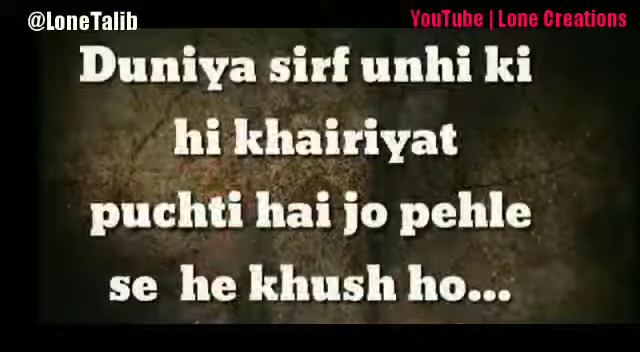 @LoneTalib
YouTube | Lone Creations
Duniya sirf unhi ki
hi khairiyat
puchti hai jo pehle
se he khush ho...